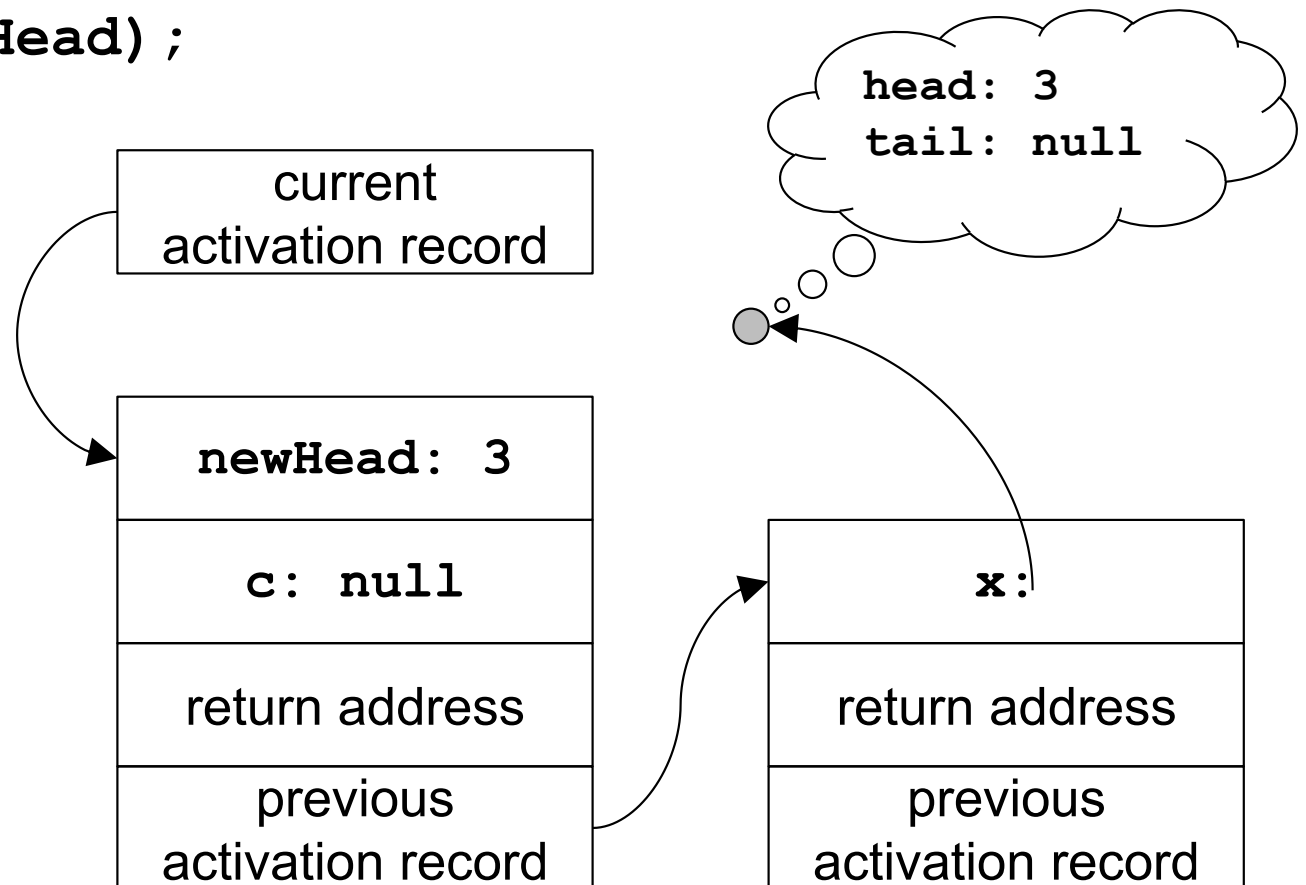 Head);
head: 3
tail: null
current
activation record
newHead: 3
c: null
x:
return address
return address
previous
activation record
previous
activation record